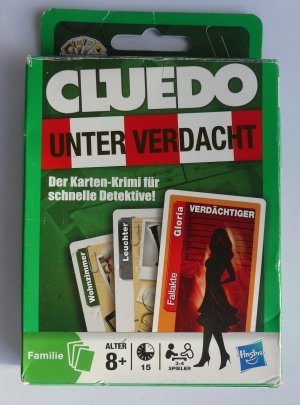 CLUEDO
UNTER VERDACHT
Der Karten-Krimi für
schnelle Detektive!
Wohnzimmer
Leuchter
Fallakte Gloria
VERDÄCHTIGER
Familie
ALTER
8+
15
3-4
SPIELER
Hasbro